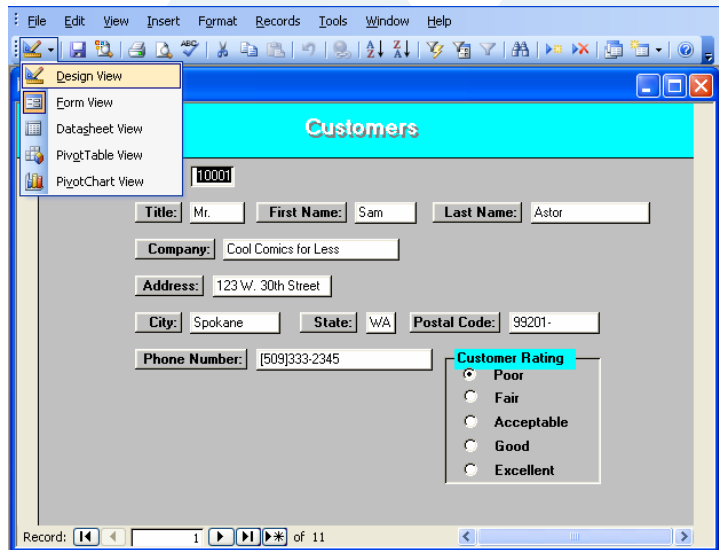 File Edit View Insert Format Records Tools Window Help
Design View
Form View
Datasheet View
PivotTable View
PivotChart View
Customers
10001
Title: Mr. First Name: Sam Last Name: Astor
Company: Cool Comics for Less
Address: 123 W. 30th Street
City: Spokane State: WA Postal Code: 99201-
Phone Number: [509]333-2345
Customer Rating
Poor
Fair
Acceptable
Good
Excellent
Record: 1 of 11